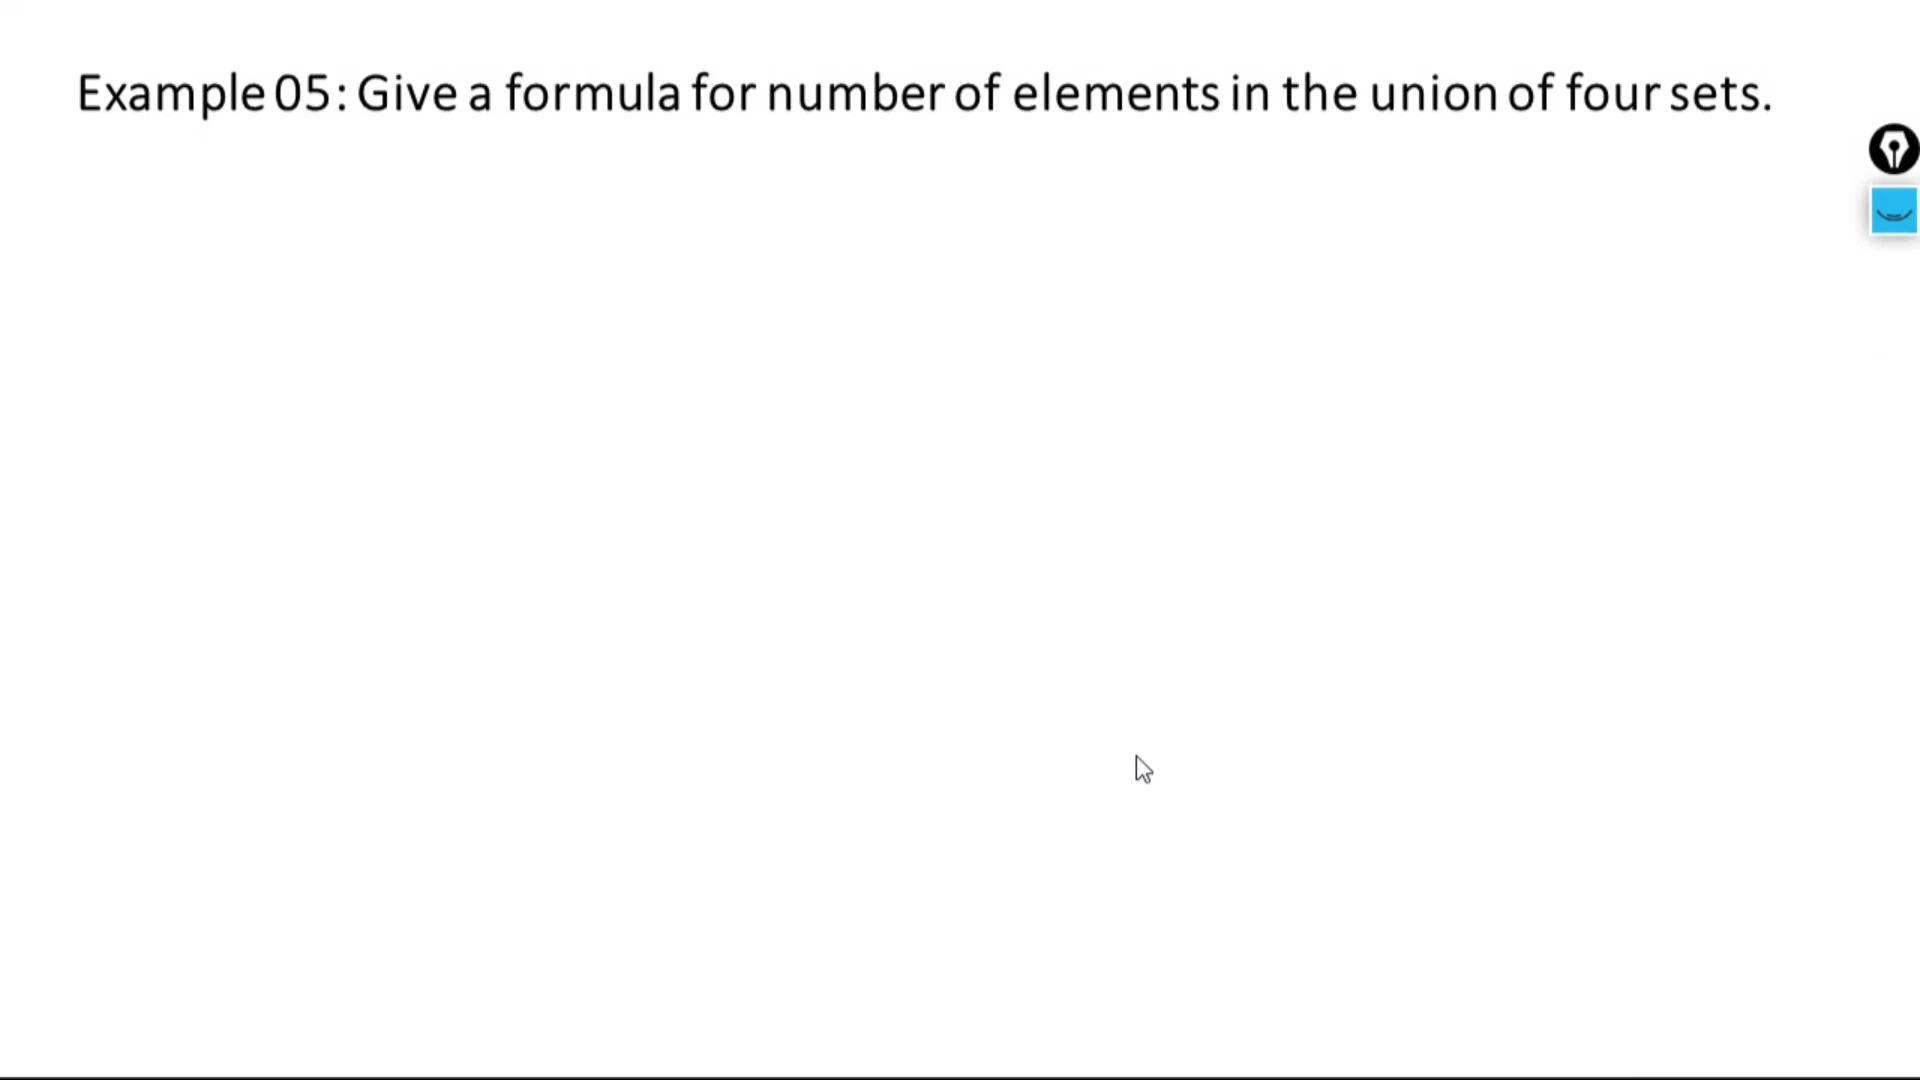 Example 05: Give a formula for number of elements in the union of four sets.